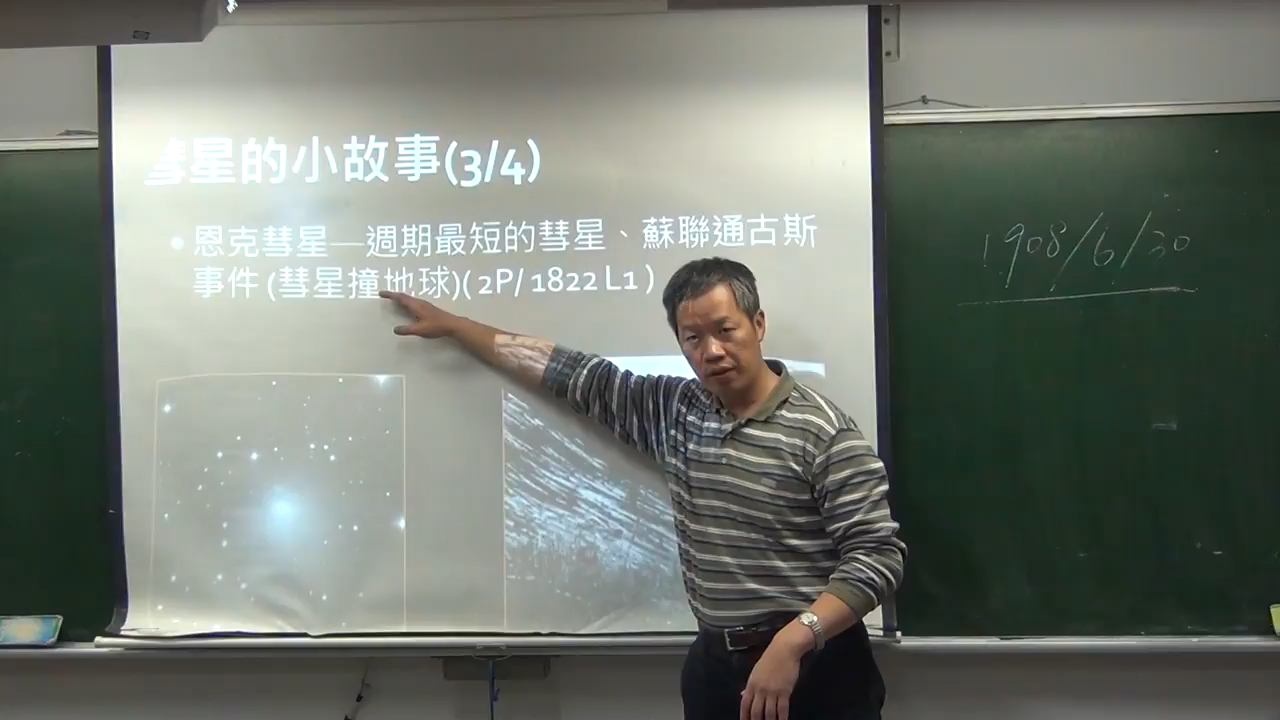 彗星的小故事(3/4)
• 恩克彗星—週期最短的彗星、蘇聯通古斯
事件(彗星撞地球)( 2P/ 1822 L1 )
1908/6/30